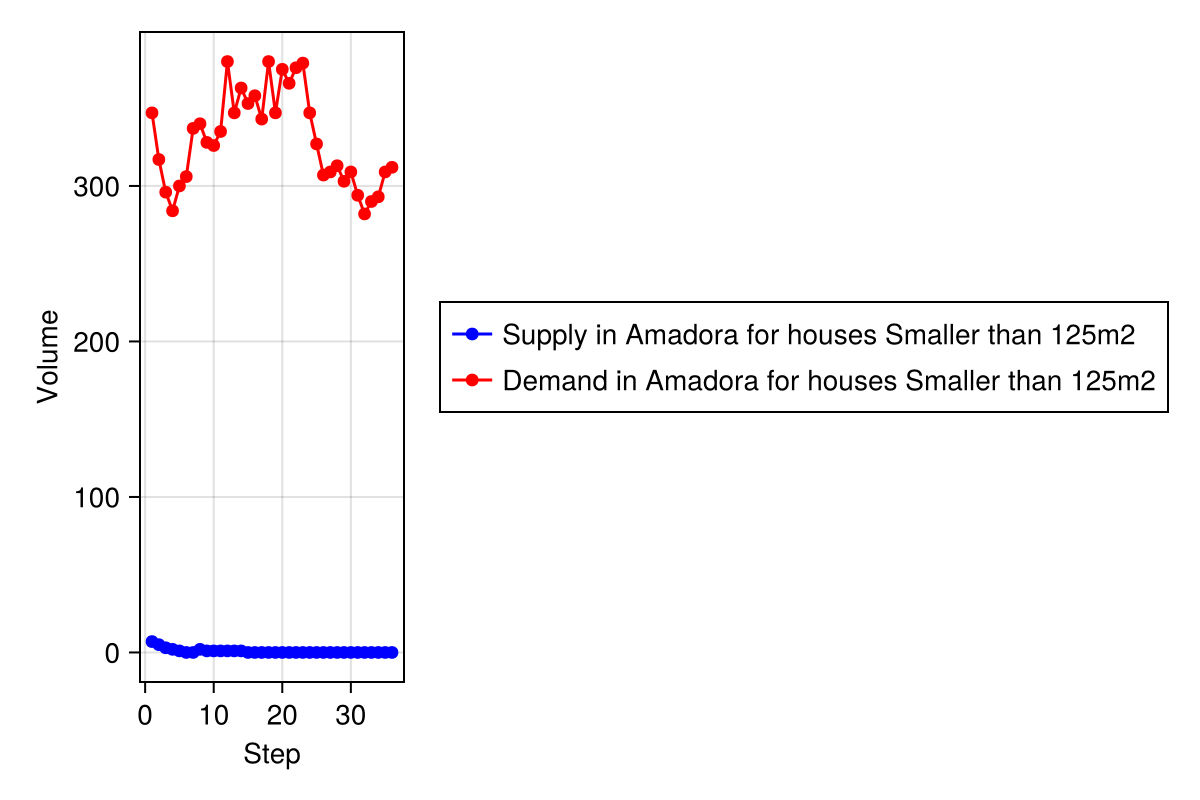 Volume
300
200
100
0
0 10 20 30
Step
Supply in Amadora for houses Smaller than 125m2
Demand in Amadora for houses Smaller than 125m2